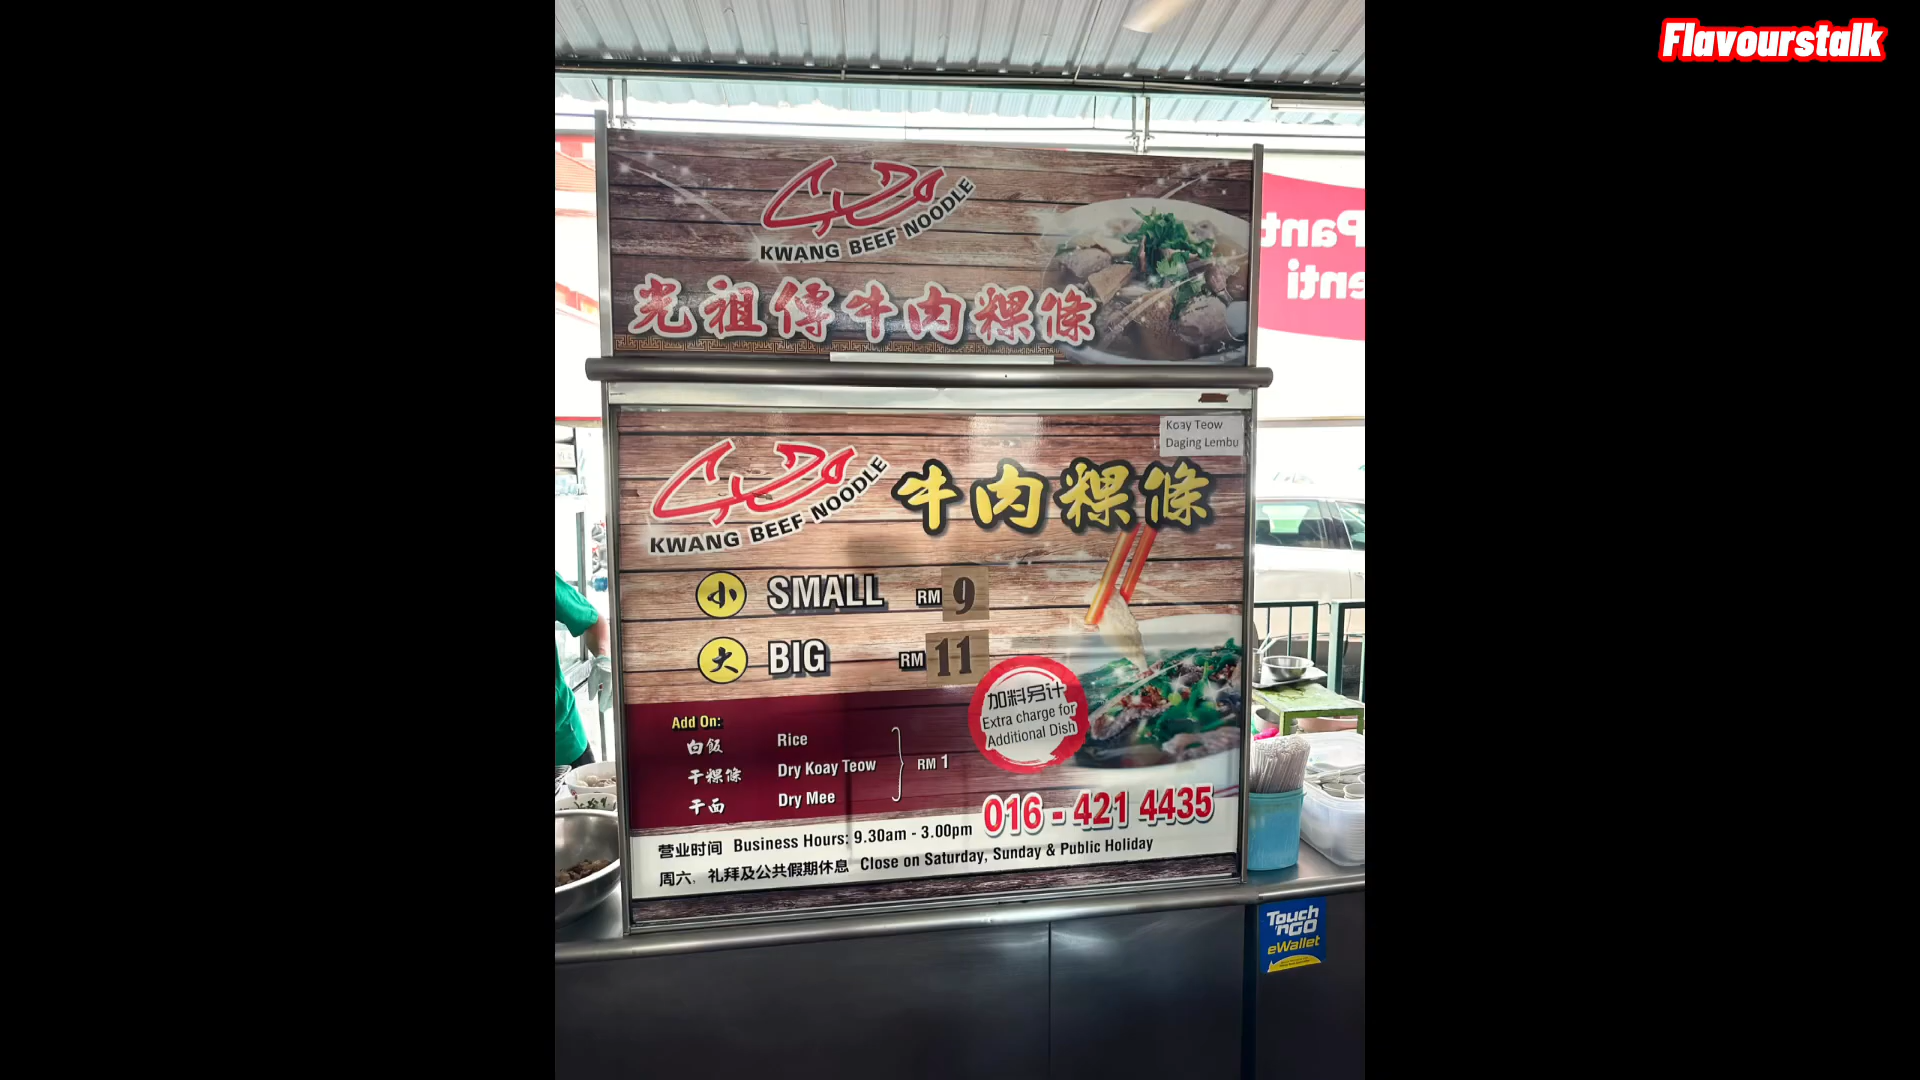 Flavourstalk
KWANG BEEF NOODLE
光祖傳牛肉粿條
Koay Teow
Daging Lembu
KWANG BEEF NOODLE
牛肉粿條
小 SMALL RM 9
大 BIG RM 11
加料另计
Extra charge for
Additional Dish
Add On:
白飯 Rice
干粿條 Dry Koay Teow
干面 Dry Mee
RM 1
016 - 421 4435
营业时间 Business Hours: 9.30am - 3.00pm
周六, 礼拜及公共假期休息 Close on Saturday, Sunday & Public Holiday
Touch
'nGO
eWallet